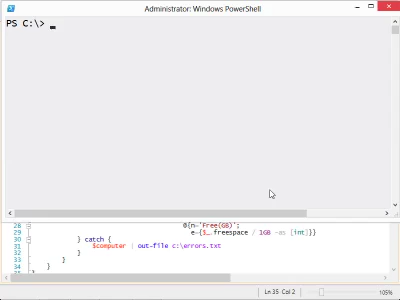 Administrator: Windows PowerShell
PS C:\> _
28 @{n='Free(GB)';
29 e={$_.freespace / 1GB -as [int]}}
30 } catch {
31 $computer | out-file c:\errors.txt
32 }
33 }
34 }
35 }
Ln 35 Col 2 105%